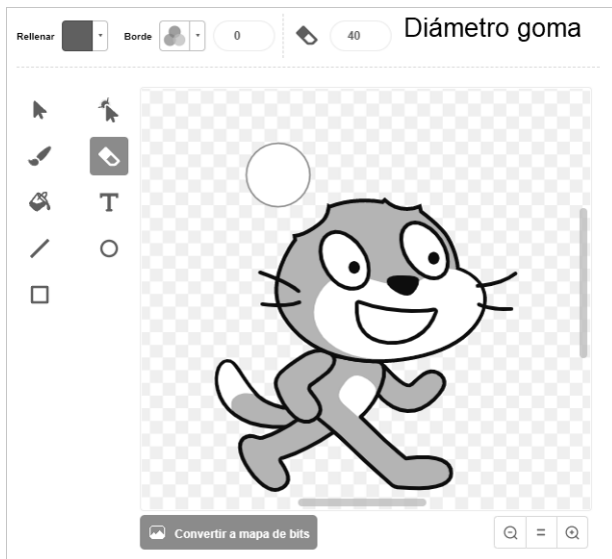 Rellenar
Borde
0
40
Diámetro goma
T
Convertir a mapa de bits